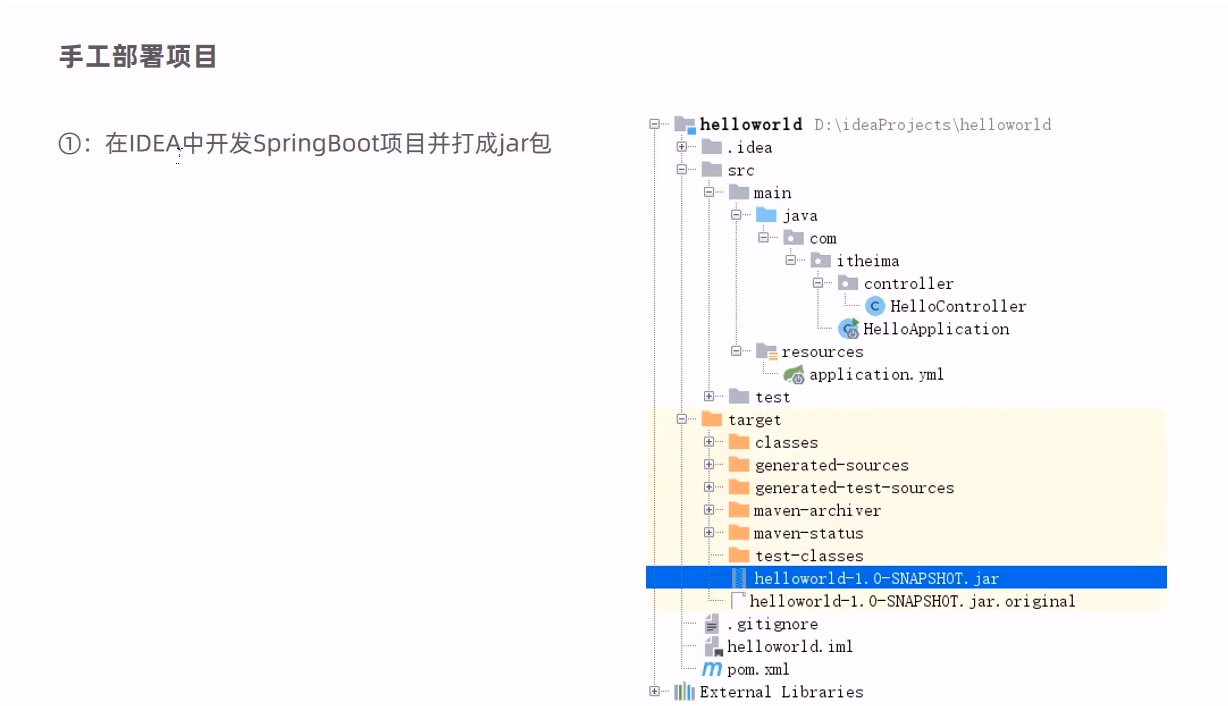 手工部署项目
①：在IDEA中开发SpringBoot项目并打成jar包
helloworld D:\ideaProjects\helloworld
.idea
src
main
java
com
itheima
controller
HelloController
HelloApplication
resources
application.yml
test
target
classes
generated-sources
generated-test-sources
maven-archiver
maven-status
test-classes
helloworld-1.0-SNAPSHOT.jar
helloworld-1.0-SNAPSHOT.jar.original
.gitignore
helloworld.iml
pom.xml
External Libraries